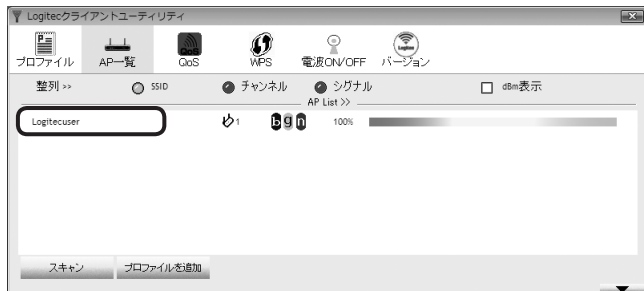 Logitecクライアントユーティリティ
プロファイル AP一覧 QoS WPS 電波ON/OFF バージョン
整列 >> SSID チャンネル シグナル dBm表示
AP List >>
Logitecuser 1 b g n 100%
スキャン プロファイルを追加